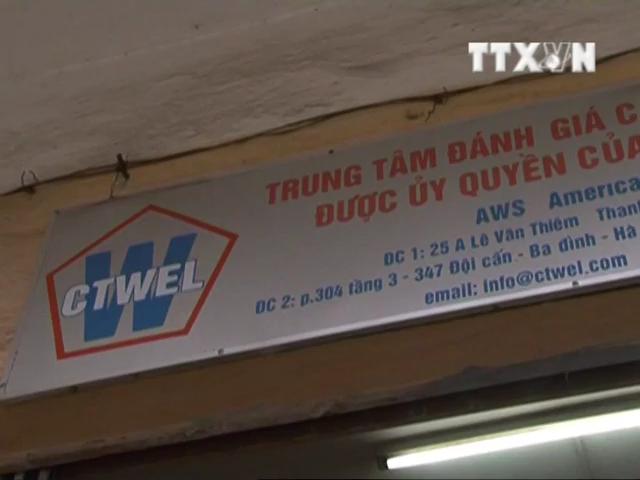 TTXVN
TRUNG TÂM ĐÁNH GIÁ C
ĐƯỢC ỦY QUYỀN CỦA
AWS America
ĐC 1: 25 A Lê Văn Thiêm Thanh
ĐC 2: p.304 tầng 3 - 347 Đội cấn - Ba đình - Hà
email: info@ctwel.com
W
CTWEL